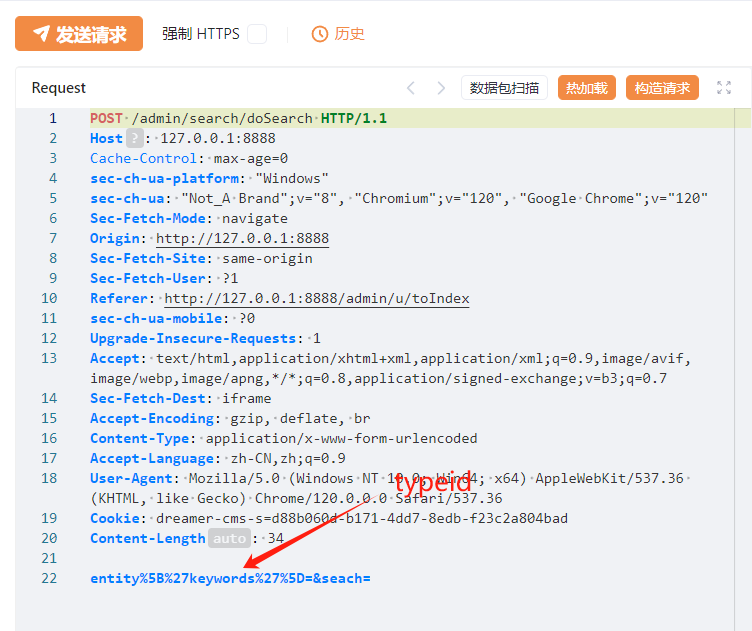 发送请求 强制 HTTPS 历史
Request 数据包扫描 热加载 构造请求
1 POST /admin/search/doSearch HTTP/1.1
2 Host ? : 127.0.0.1:8888
3 Cache-Control: max-age=0
4 sec-ch-ua-platform: "Windows"
5 sec-ch-ua: "Not_A Brand";v="8", "Chromium";v="120", "Google Chrome";v="120"
6 Sec-Fetch-Mode: navigate
7 Origin: http://127.0.0.1:8888
8 Sec-Fetch-Site: same-origin
9 Sec-Fetch-User: ?1
10 Referer: http://127.0.0.1:8888/admin/u/toIndex
11 sec-ch-ua-mobile: ?0
12 Upgrade-Insecure-Requests: 1
13 Accept: text/html,application/xhtml+xml,application/xml;q=0.9,image/avif,
image/webp,image/apng,*/*;q=0.8,application/signed-exchange;v=b3;q=0.7
14 Sec-Fetch-Dest: iframe
15 Accept-Encoding: gzip, deflate, br
16 Content-Type: application/x-www-form-urlencoded
17 Accept-Language: zh-CN,zh;q=0.9
18 User-Agent: Mozilla/5.0 (Windows NT 10.0; Win64; x64) AppleWebKit/537.36
typeid
(KHTML, like Gecko) Chrome/120.0.0.0 Safari/537.36
19 Cookie: dreamer-cms-s=d88b060d-b171-4dd7-8edb-f23c2a804bad
20 Content-Length auto : 34
21
22 entity%5B%27keywords%27%5D=&seach=